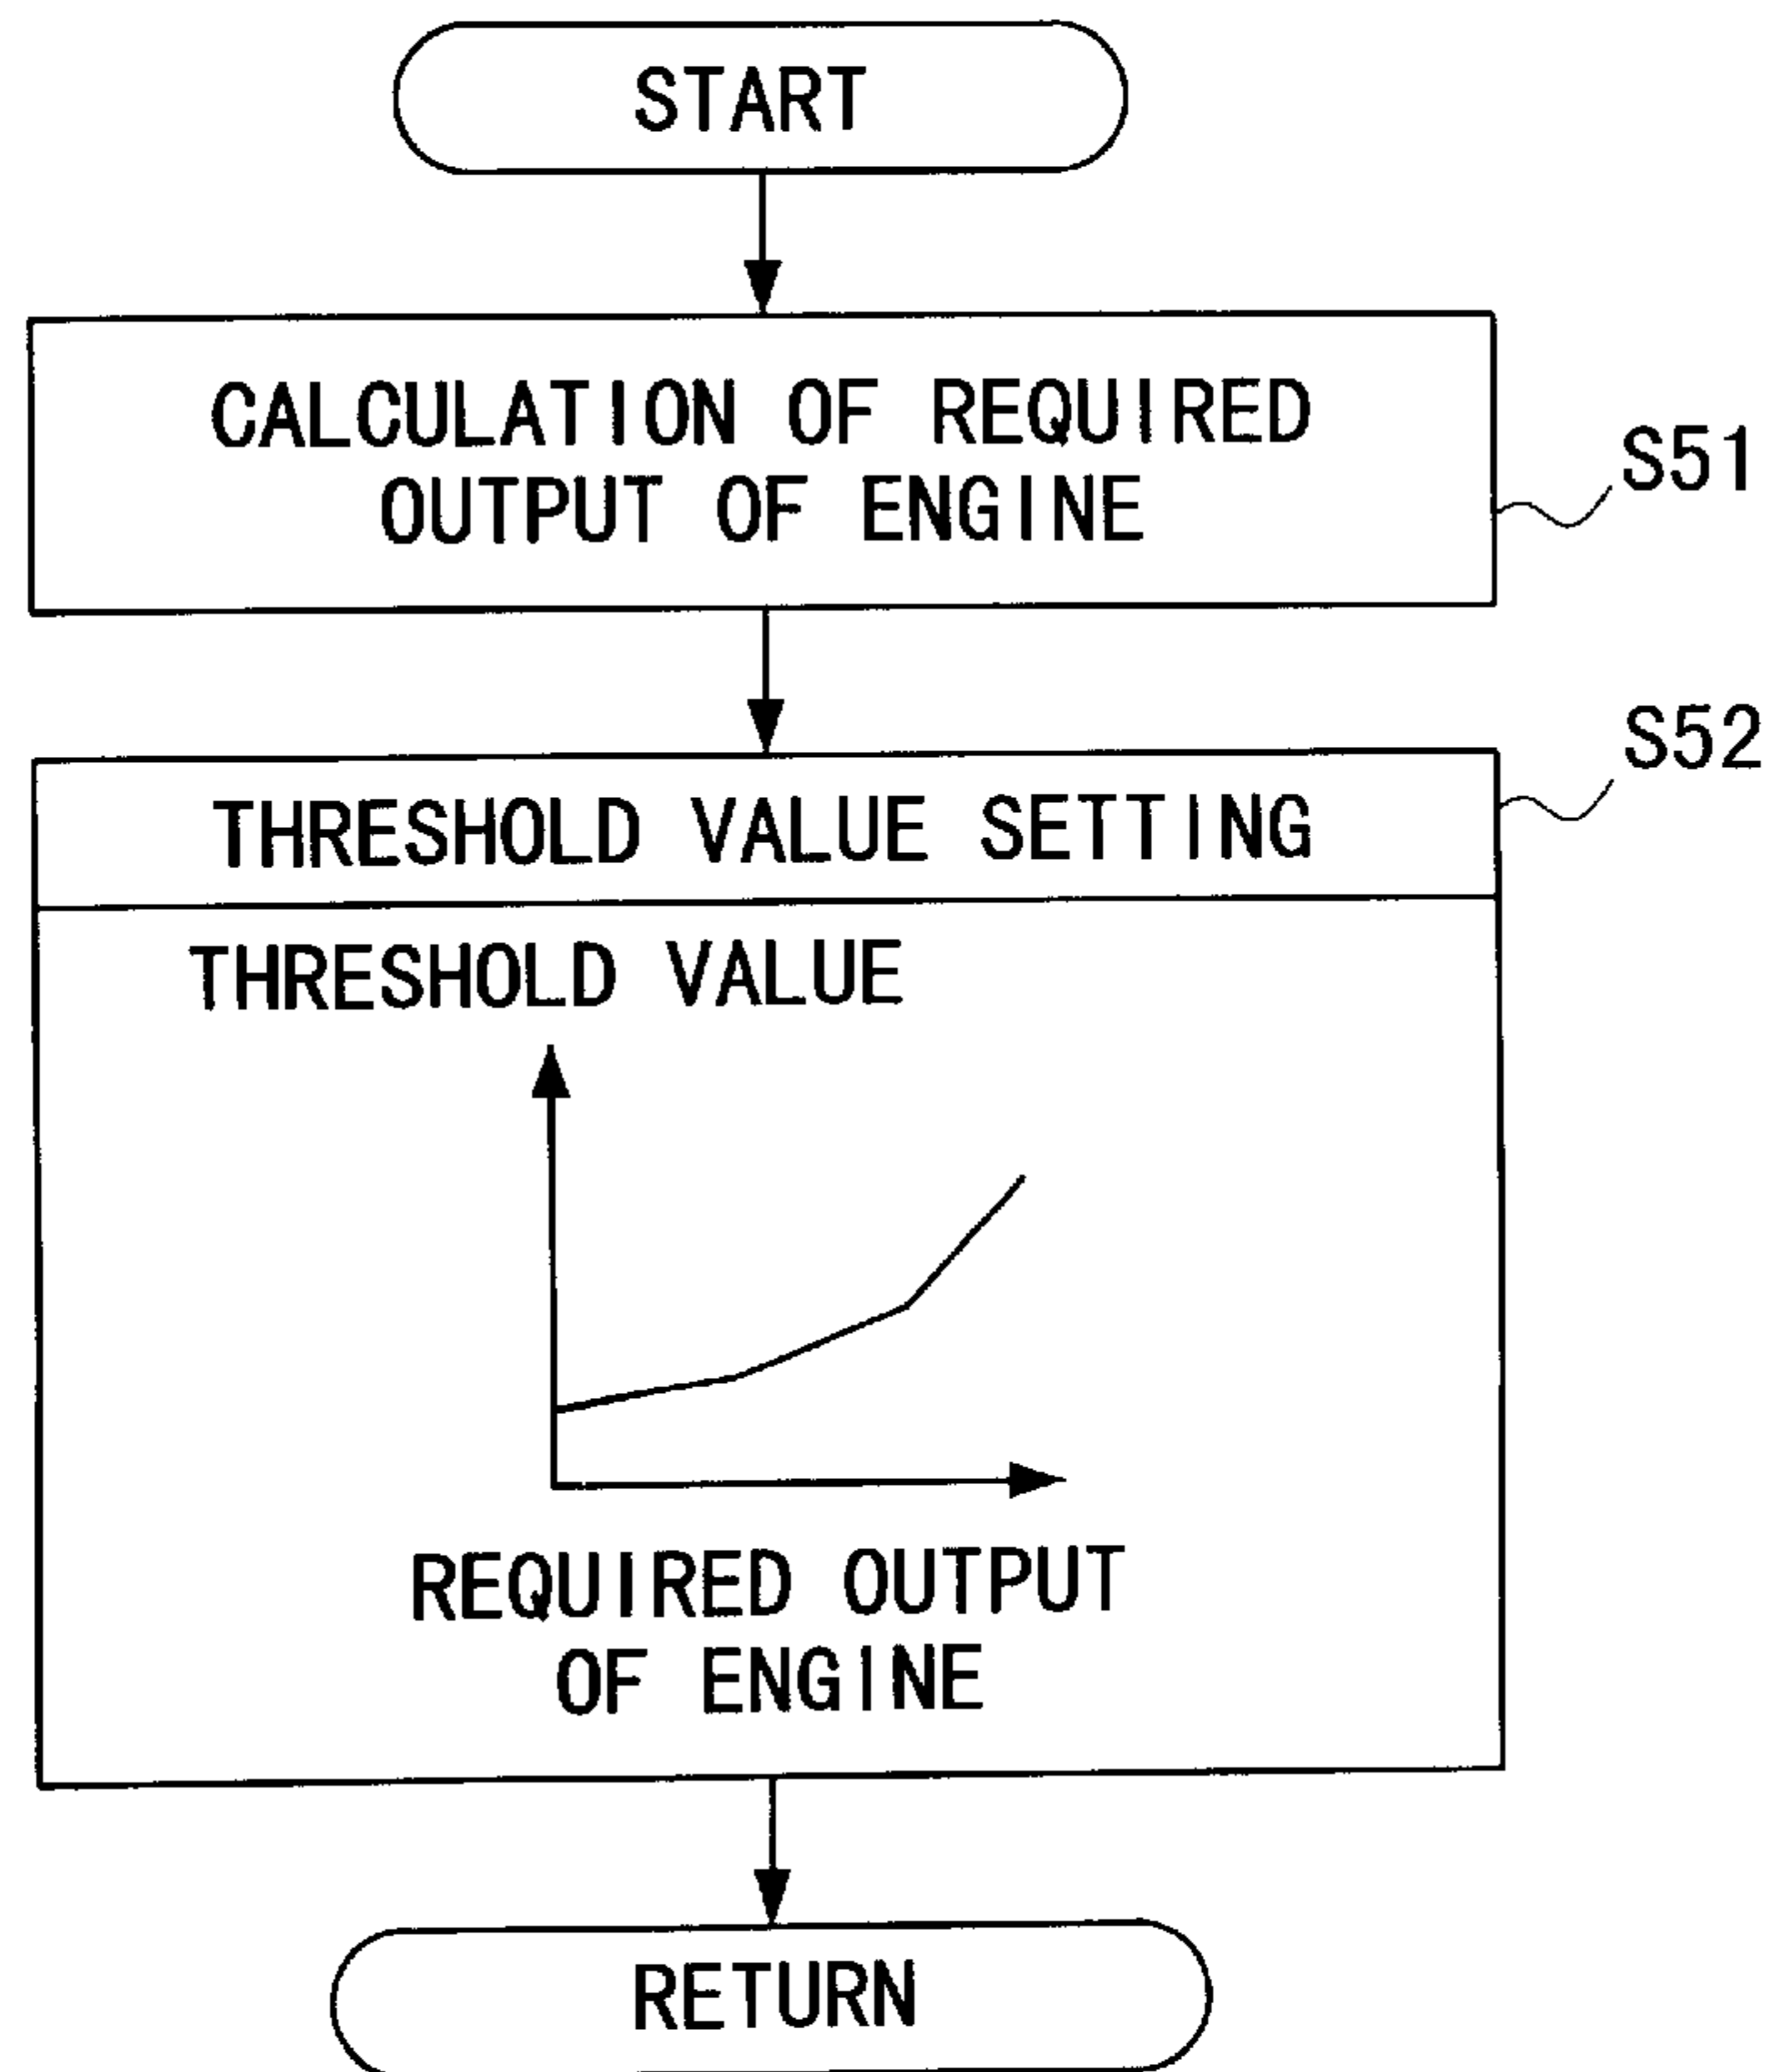 START
CALCULATION OF REQUIRED
OUTPUT OF ENGINE
S51
S52
THRESHOLD VALUE SETTING
THRESHOLD VALUE
REQUIRED OUTPUT
OF ENGINE
RETURN